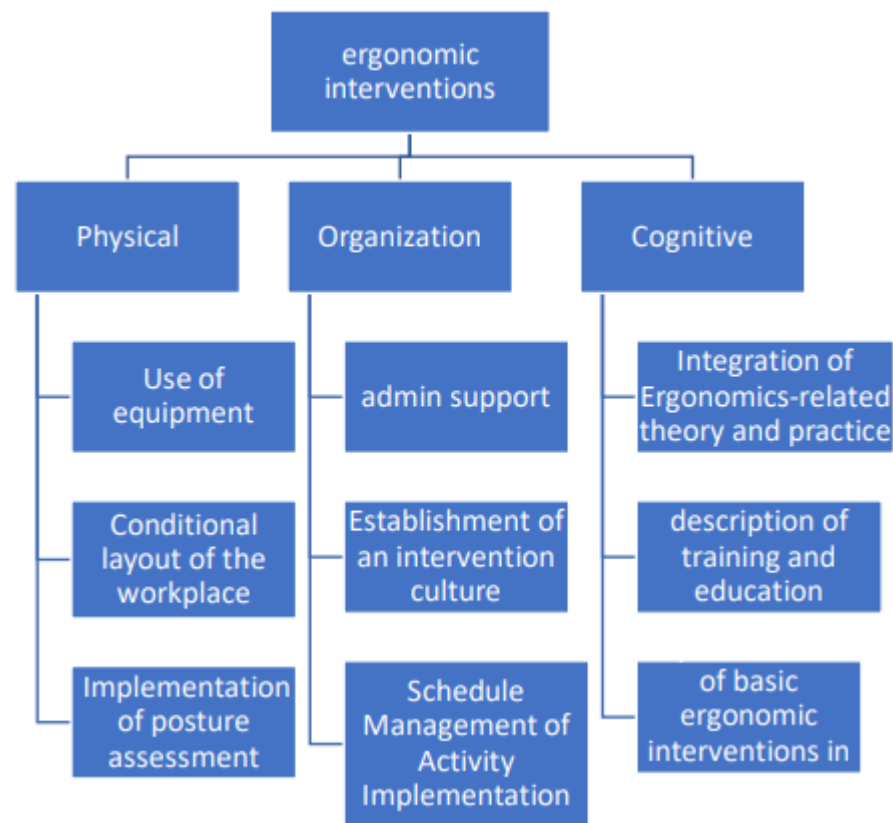 ergonomic
interventions
Physical
Organization
Cognitive
Use of
equipment
Conditional
layout of the
workplace
Implementation
of posture
assessment
admin support
Establishment of
an intervention
culture
Schedule
Management of
Activity
Implementation
Integration of
Ergonomics-related
theory and practice
description of
training and
education
of basic
ergonomic
interventions in